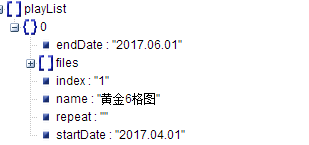 playList
0
endDate : "2017.06.01"
files
index : "1"
name : "黄金6格图"
repeat : ""
startDate : "2017.04.01"